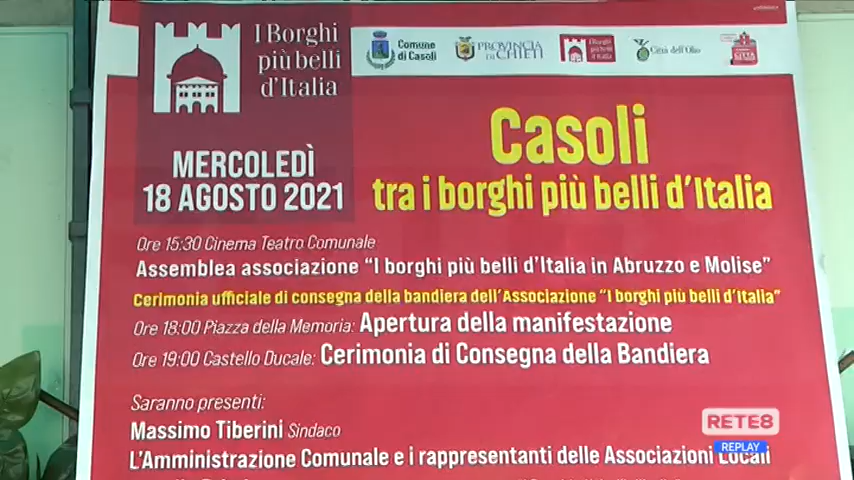 I Borghi
più belli
d'Italia
Comune
di Casoli
PROVINCIA
DI CHIETI
Città dell'Olio
MERCOLEDÌ
18 AGOSTO 2021
Casoli
tra i borghi più belli d'Italia
Ore 15:30 Cinema Teatro Comunale
Assemblea associazione “I borghi più belli d'Italia in Abruzzo e Molise”
Cerimonia ufficiale di consegna della bandiera dell'Associazione “I borghi più belli d'Italia”
Ore 18:00 Piazza della Memoria: Apertura della manifestazione
Ore 19:00 Castello Ducale: Cerimonia di Consegna della Bandiera
Saranno presenti:
Massimo Tiberini Sindaco
L'Amministrazione Comunale e i rappresentanti delle Associazioni Locali
RETE8
REPLAY